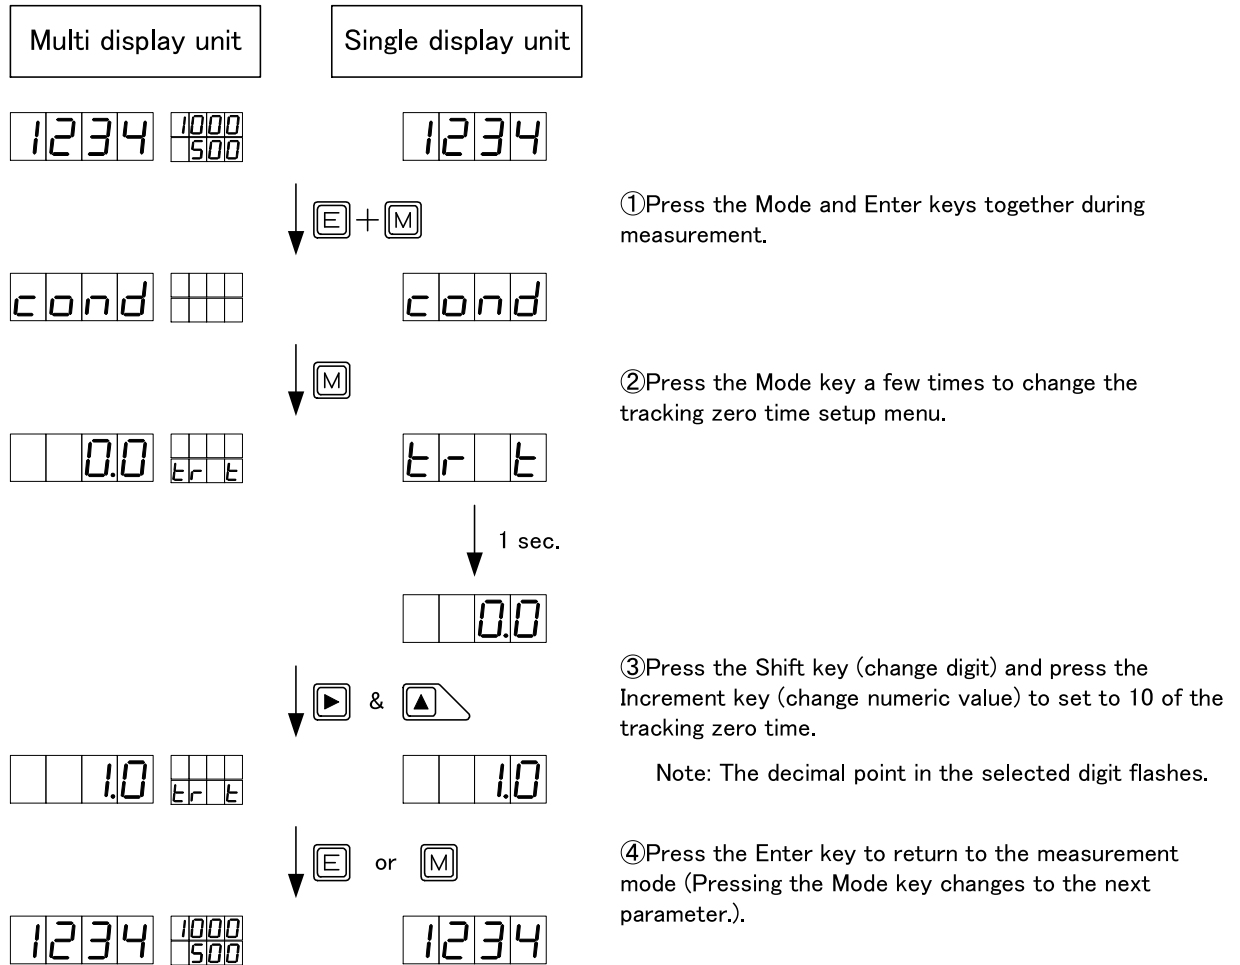 Multi display unit
Single display unit
1234 1000
500
1234
E+M
①Press the Mode and Enter keys together during
measurement.
cond
cond
M
②Press the Mode key a few times to change the
tracking zero time setup menu.
0.0 tr t
tr t
1 sec.
0.0
&
③Press the Shift key (change digit) and press the
Increment key (change numeric value) to set to 10 of the
tracking zero time.
Note: The decimal point in the selected digit flashes.
1.0 tr t
1.0
E or M
④Press the Enter key to return to the measurement
mode (Pressing the Mode key changes to the next
parameter.).
1234 1000
500
1234